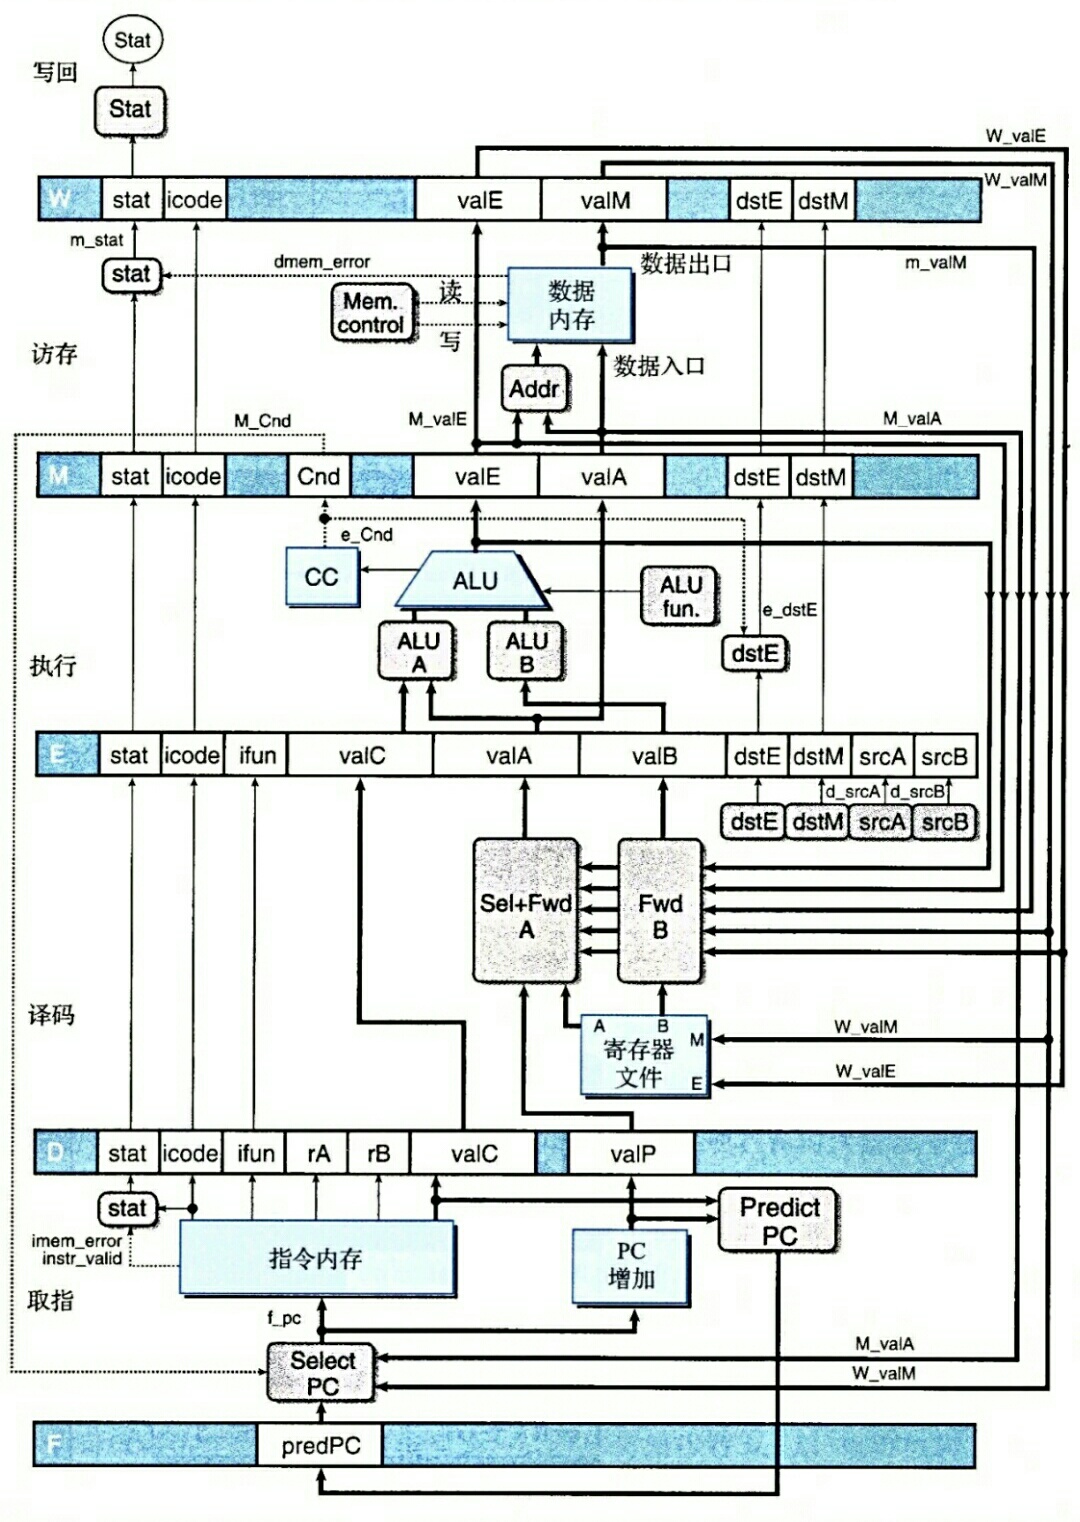 Stat
写回
Stat
W_valE
W_valM
W stat icode valE valM dstE dstM
m_stat
stat
dmem_error
数据出口
m_valM
Mem.
control
读
写
数据
内存
访存
数据入口
Addr
M_Cnd
M_valE
M_valA
M stat icode Cnd valE valA dstE dstM
e_Cnd
CC
ALU
ALU
fun.
e_dstE
ALU
A
ALU
B
dstE
执行
E stat icode ifun valC valA valB dstE dstM srcA srcB
d_srcA d_srcB
dstE dstM srcA srcB
Sel+Fwd
A
Fwd
B
译码
A B
寄存器
文件
M
E
W_valM
W_valE
D stat icode ifun rA rB valC valP
stat
Predict
PC
imem_error
instr_valid
指令内存
PC
增加
取指
f_pc
Select
PC
M_valA
W_valM
F predPC